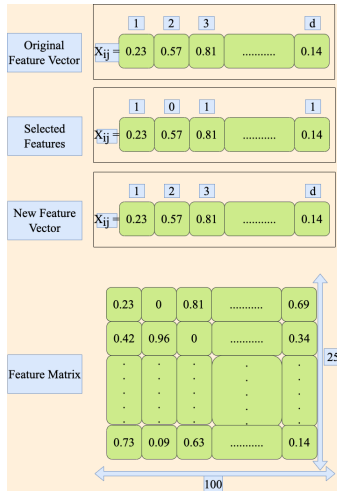 1 2 3 d
Original
Feature Vector
Xij = 0.23 0.57 0.81 ........... 0.14
1 0 1 1
Selected
Features
Xij = 0.23 0.57 0.81 ........... 0.14
1 2 3 d
New Feature
Vector
Xij = 0.23 0.57 0.81 ........... 0.14
0.23 0 0.81 ........... 0.69
0.42 0.96 0 ........... 0.34
Feature Matrix
. . . . .
. . . . .
. . . . .
. . . . .
0.73 0.09 0.63 ........... 0.14
25
100